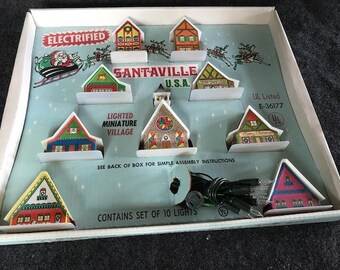 ELECTRIFIED
SANTAVILLE
U.S.A.
UL Listed
E-36177
LIGHTED
MINIATURE
VILLAGE
SEE BACK OF BOX FOR SIMPLE ASSEMBLY INSTRUCTIONS
CONTAINS SET OF 10 LIGHTS